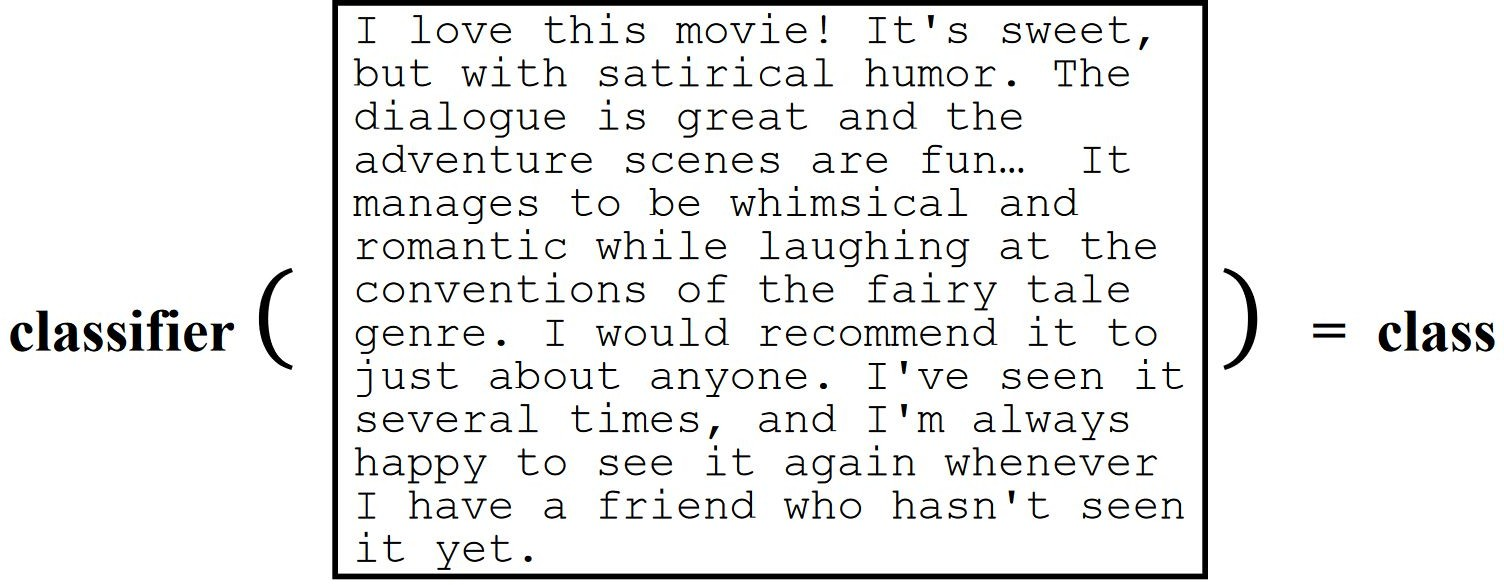 I love this movie! It's sweet,
but with satirical humor. The
dialogue is great and the
adventure scenes are fun… It
manages to be whimsical and
romantic while laughing at the
conventions of the fairy tale
genre. I would recommend it to
just about anyone. I've seen it
several times, and I'm always
happy to see it again whenever
I have a friend who hasn't seen
it yet.
classifier ( ) = class